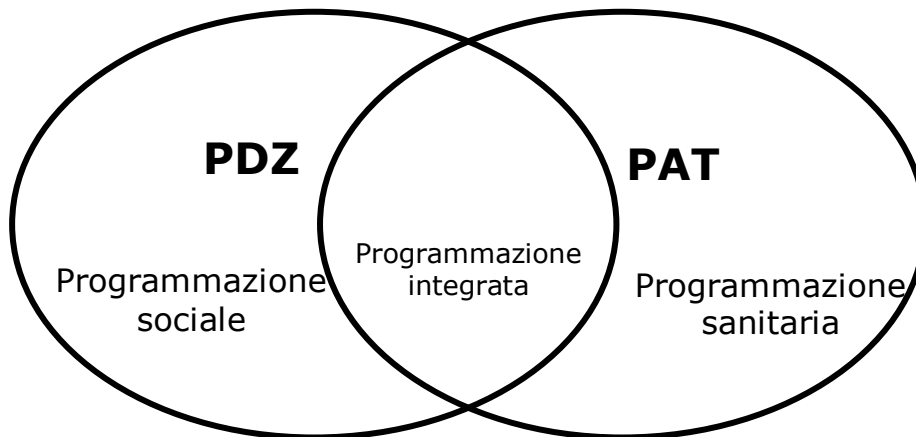 PDZ
PAT
Programmazione
sociale
Programmazione
integrata
Programmazione
sanitaria